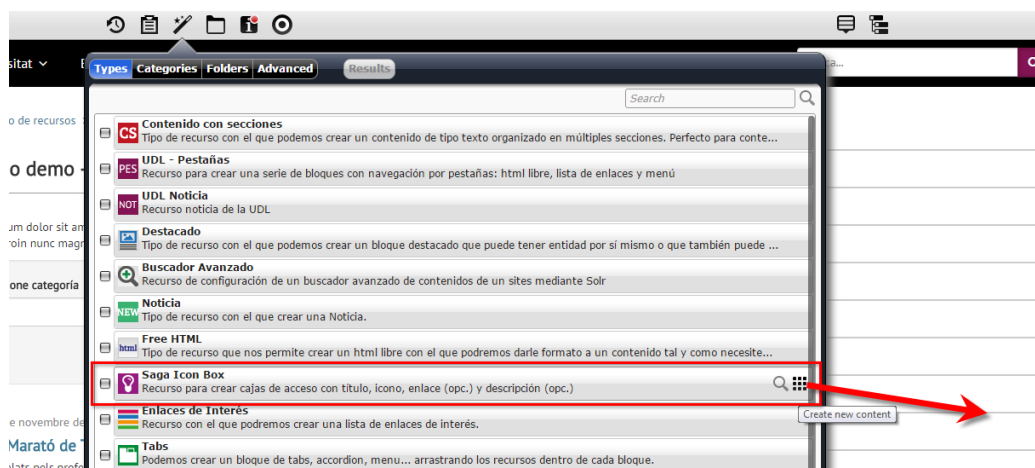 sitat
Types Categories Folders Advanced Results
Search
o de recursos
CS Contenido con secciones
Tipo de recurso con el que podemos crear un contenido de tipo texto organizado en múltiples secciones. Perfecto para conte...
o demo -
PES UDL - Pestañas
Recurso para crear una serie de bloques con navegación por pestañas: html libre, lista de enlaces y menú
NOT UDL Noticia
Recurso noticia de la UDL
um dolor sit am
roin nunc magr
Destacado
Tipo de recurso con el que podemos crear un bloque destacado que puede tener entidad por sí mismo o que también puede ...
one categoría
Buscador Avanzado
Recurso de configuración de un buscador avanzado de contenidos de un sites mediante Solr
NEW Noticia
Tipo de recurso con el que crear una Noticia.
html Free HTML
Tipo de recurso que nos permite crear un html libre con el que podremos darle formato a un contenido tal y como necesite...
Saga Icon Box
Recurso para crear cajas de acceso con título, icono, enlace (opc.) y descripción (opc.)
Create new content
e novembre de
Enlaces de Interés
Recurso con el que podremos crear una lista de enlaces de interés.
Marató de T
Tabs
Podemos crear un bloque de tabs, accordion, menu... arrastrando los recursos dentro de cada bloque.